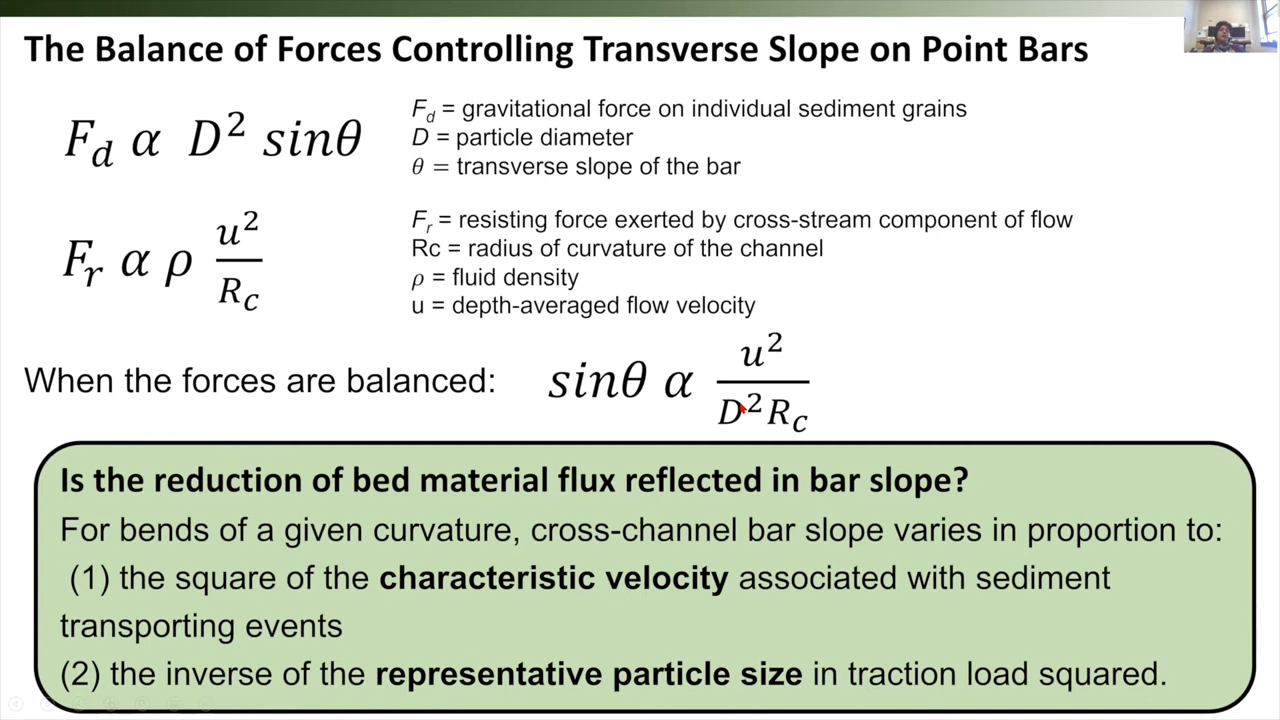 The Balance of Forces Controlling Transverse Slope on Point Bars
F_d α D² sinθ
F_d = gravitational force on individual sediment grains
D = particle diameter
θ = transverse slope of the bar
F_r α ρ u²/R_C
F_r = resisting force exerted by cross-stream component of flow
Rc = radius of curvature of the channel
ρ = fluid density
u = depth-averaged flow velocity
When the forces are balanced: sinθ α u²/D²R_C
Is the reduction of bed material flux reflected in bar slope?
For bends of a given curvature, cross-channel bar slope varies in proportion to:
(1) the square of the characteristic velocity associated with sediment
transporting events
(2) the inverse of the representative particle size in traction load squared.